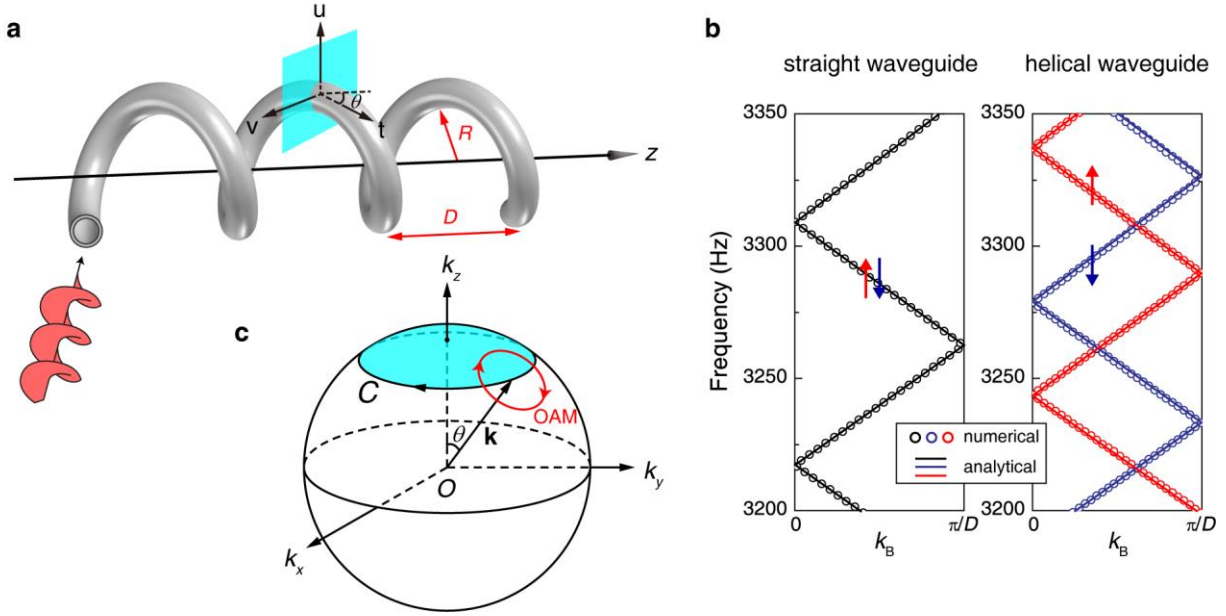 a
u
v
θ
t
R
z
D
c
k_z
C
OAM
θ
k
O
k_y
k_x
b
straight waveguide
helical waveguide
Frequency (Hz)
3350
3300
3250
3200
0
π/D
k_B
3350
3300
3250
3200
0
π/D
k_B
numerical
analytical